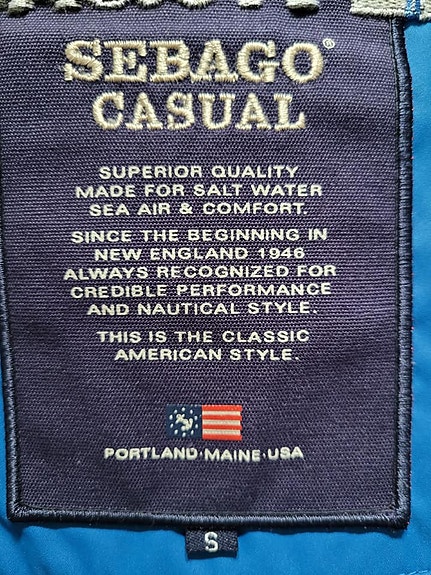 SEBAGO®
CASUAL
SUPERIOR QUALITY
MADE FOR SALT WATER
SEA AIR & COMFORT.
SINCE THE BEGINNING IN
NEW ENGLAND 1946
ALWAYS RECOGNIZED FOR
CREDIBLE PERFORMANCE
AND NAUTICAL STYLE.
THIS IS THE CLASSIC
AMERICAN STYLE.
PORTLAND·MAINE·USA
S